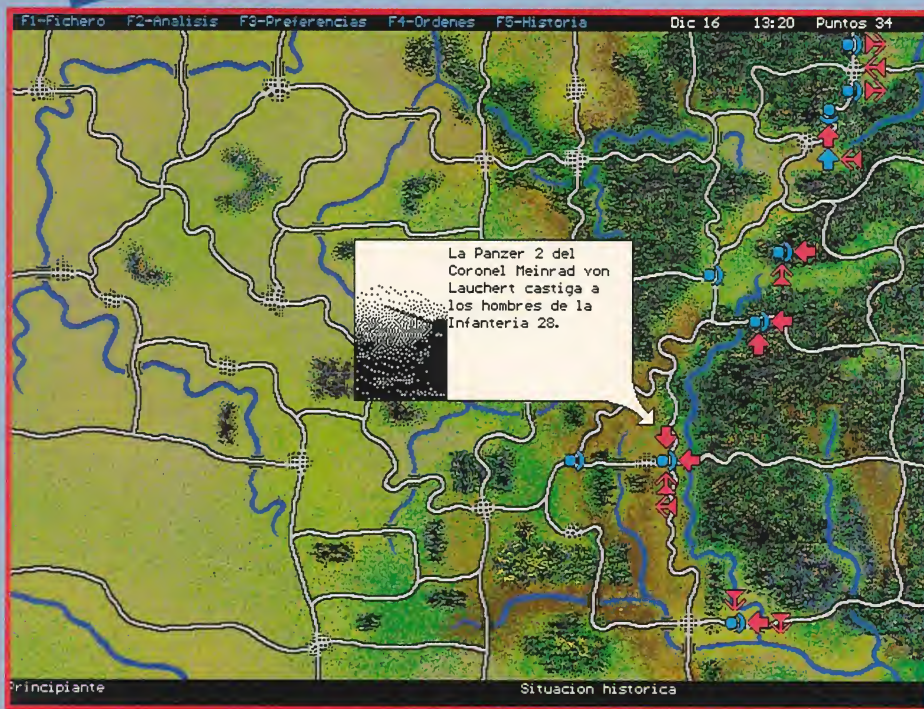 F1-Fichero F2-Analisis F3-Preferencias F4-Ordenes F5-Historia Dic 16 13:20 Puntos 34
La Panzer 2 del
Coronel Meinrad von
Lauchert castiga a
los hombres de la
Infanteria 28.
Principiante Situacion historica